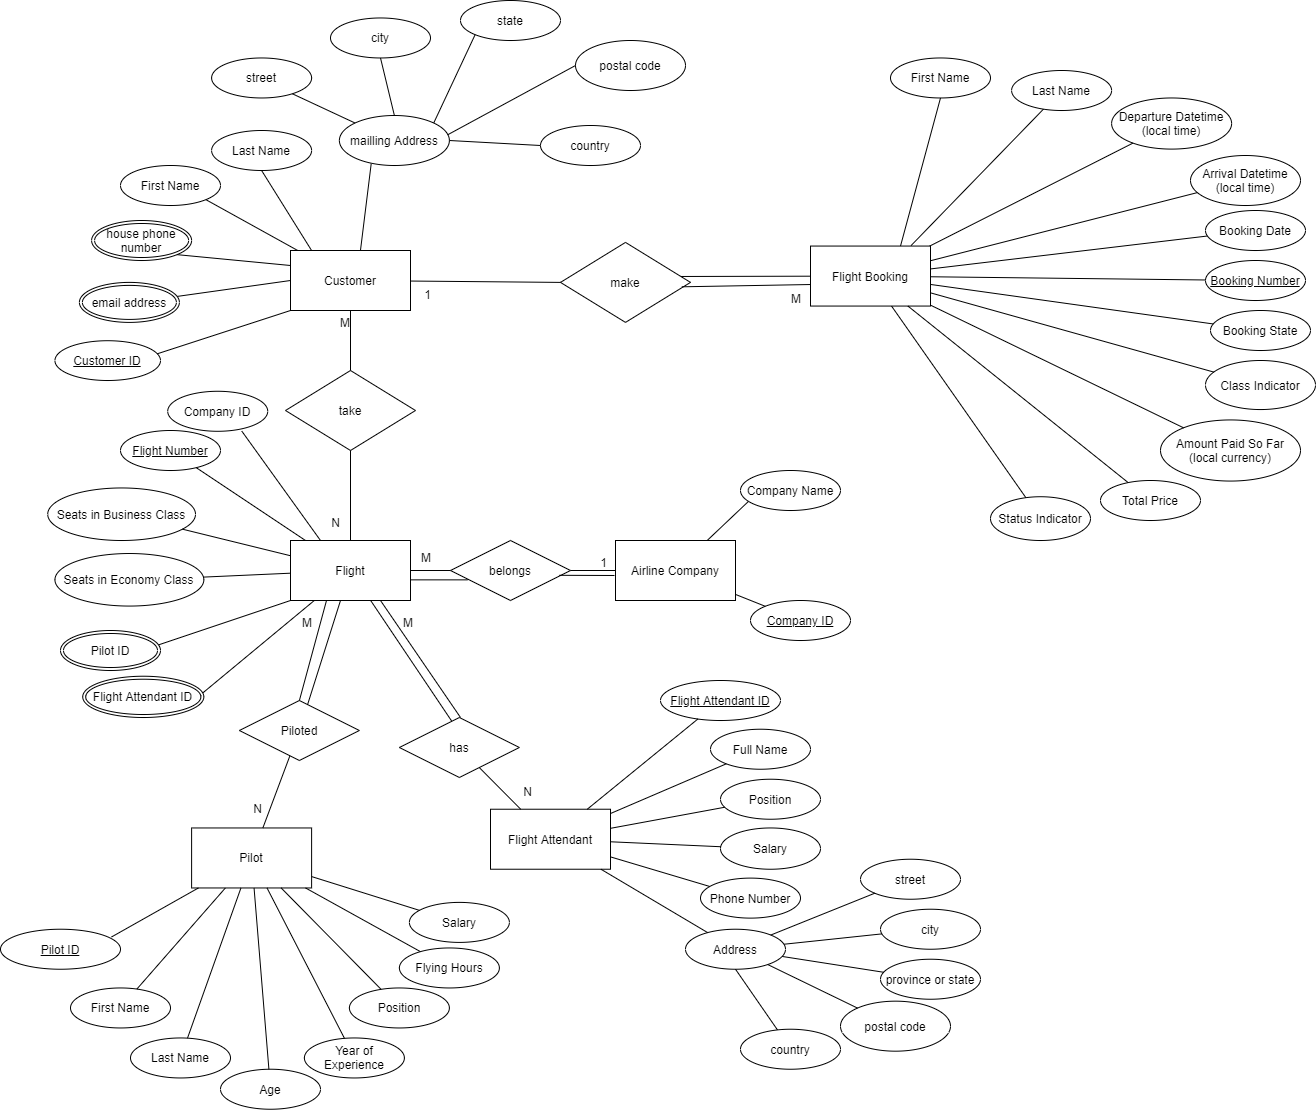 state
city
First Name
street
postal code
Last Name
Departure Datetime
(local time)
mailling Address
country
Last Name
Arrival Datetime
(local time)
First Name
house phone
number
Booking Date
Customer
make
Flight Booking
Booking Number
email address
1
M
M
Booking State
Customer ID
Class Indicator
take
Company ID
Flight Number
Amount Paid So Far
(local currency)
Company Name
Total Price
Seats in Business Class
N
Status Indicator
M
1
Flight
belongs
Airline Company
Seats in Economy Class
M
M
Company ID
Pilot ID
Flight Attendant ID
Flight Attendant ID
Piloted
has
Full Name
N
N
Position
Flight Attendant
Salary
Pilot
street
Phone Number
Salary
city
Pilot ID
Address
Flying Hours
province or state
First Name
Position
postal code
country
Last Name
Year of
Experience
Age